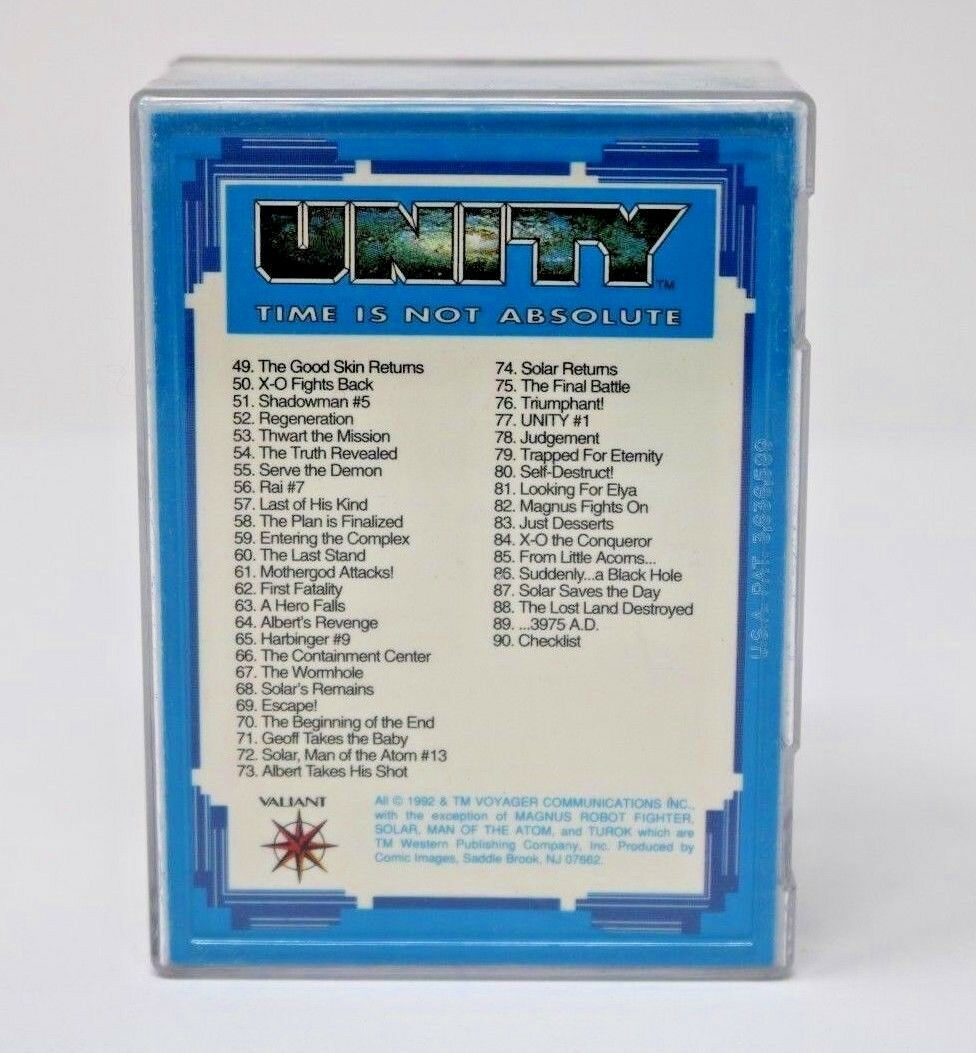 UNITY™
TIME IS NOT ABSOLUTE
49. The Good Skin Returns
50. X-O Fights Back
51. Shadowman #5
52. Regeneration
53. Thwart the Mission
54. The Truth Revealed
55. Serve the Demon
56. Rai #7
57. Last of His Kind
58. The Plan is Finalized
59. Entering the Complex
60. The Last Stand
61. Mothergod Attacks!
62. First Fatality
63. A Hero Falls
64. Albert's Revenge
65. Harbinger #9
66. The Containment Center
67. The Wormhole
68. Solar's Remains
69. Escape!
70. The Beginning of the End
71. Geoff Takes the Baby
72. Solar, Man of the Atom #13
73. Albert Takes His Shot
74. Solar Returns
75. The Final Battle
76. Triumphant!
77. UNITY #1
78. Judgement
79. Trapped For Eternity
80. Self-Destruct!
81. Looking For Elya
82. Magnus Fights On
83. Just Desserts
84. X-O the Conqueror
85. From Little Acorns...
86. Suddenly...a Black Hole
87. Solar Saves the Day
88. The Lost Land Destroyed
89. ...3975 A.D.
90. Checklist
VALIANT
All © 1992 & TM VOYAGER COMMUNICATIONS INC.,
with the exception of MAGNUS ROBOT FIGHTER,
SOLAR, MAN OF THE ATOM, and TUROK which are
TM Western Publishing Company, Inc. Produced by
Comic Images, Saddle Brook, NJ 07662.
U.S.A. PAT.